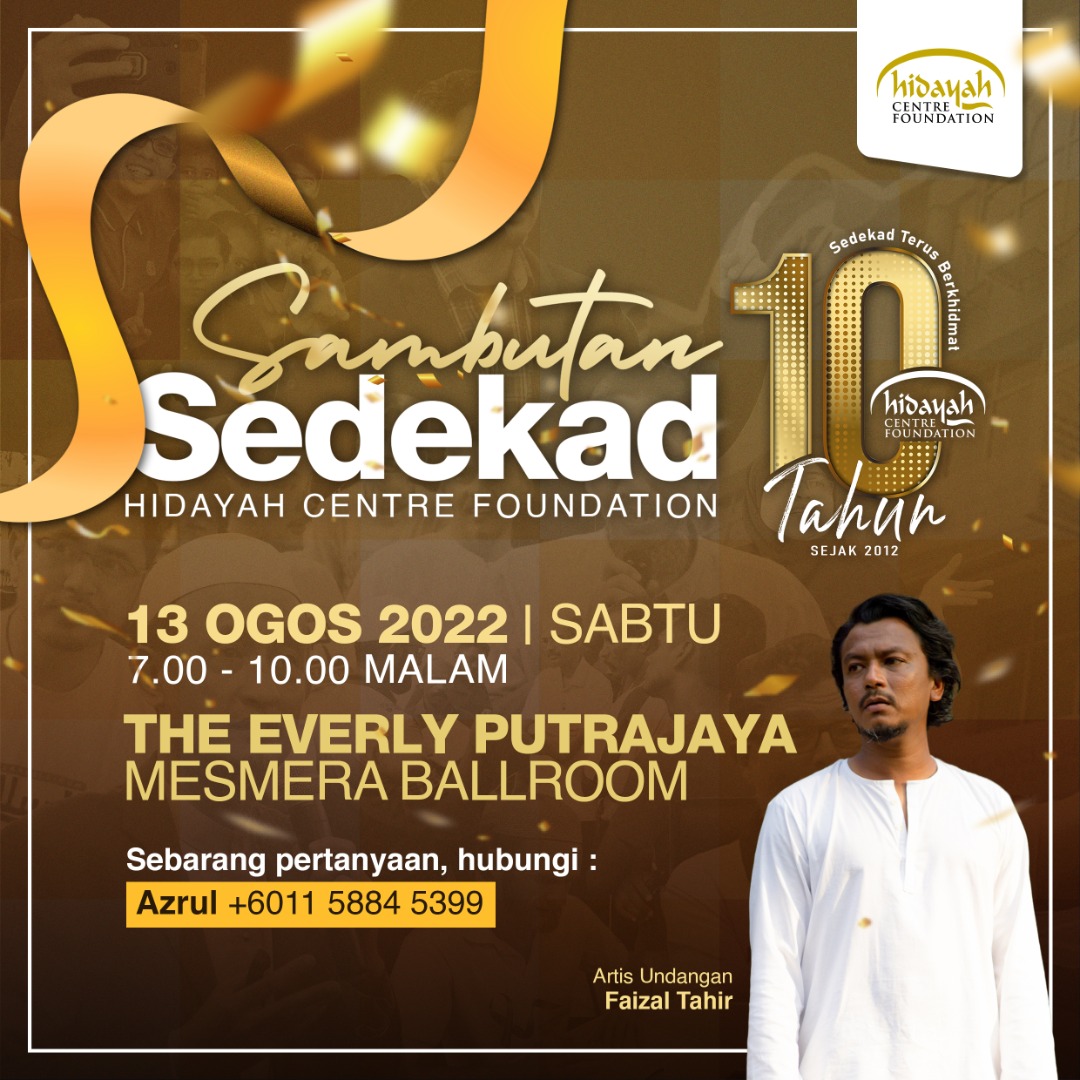 hidayah
CENTRE
FOUNDATION
Sedekad Terus Berkhidmat
10
hidayah
CENTRE
FOUNDATION
Tahun
SEJAK 2012
Sambutan
Sedekad
HIDAYAH CENTRE FOUNDATION
13 OGOS 2022 | SABTU
7.00 - 10.00 MALAM
THE EVERLY PUTRAJAYA
MESMERA BALLROOM
Sebarang pertanyaan, hubungi :
Azrul +6011 5884 5399
Artis Undangan
Faizal Tahir